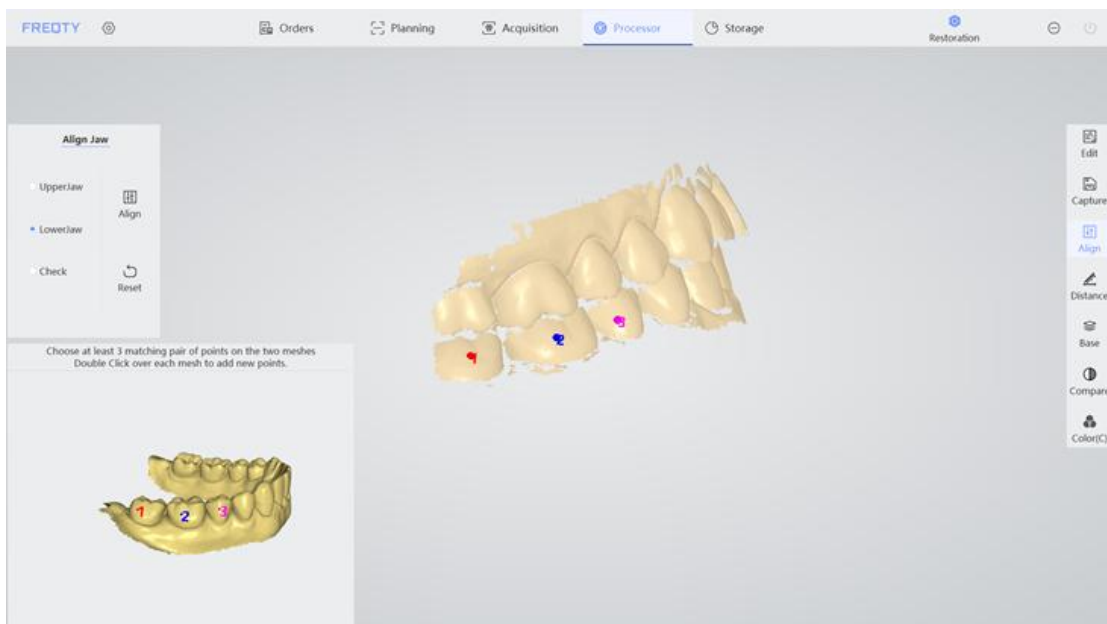 FREQTY
Orders
Planning
Acquisition
Processor
Storage
Restoration
Align Jaw
UpperJaw
Align
LowerJaw
Check
Reset
Choose at least 3 matching pair of points on the two meshes
Double Click over each mesh to add new points.
1
2
3
1
2
3
Edit
Capture
Align
Distance
Base
Compare
Color(C)